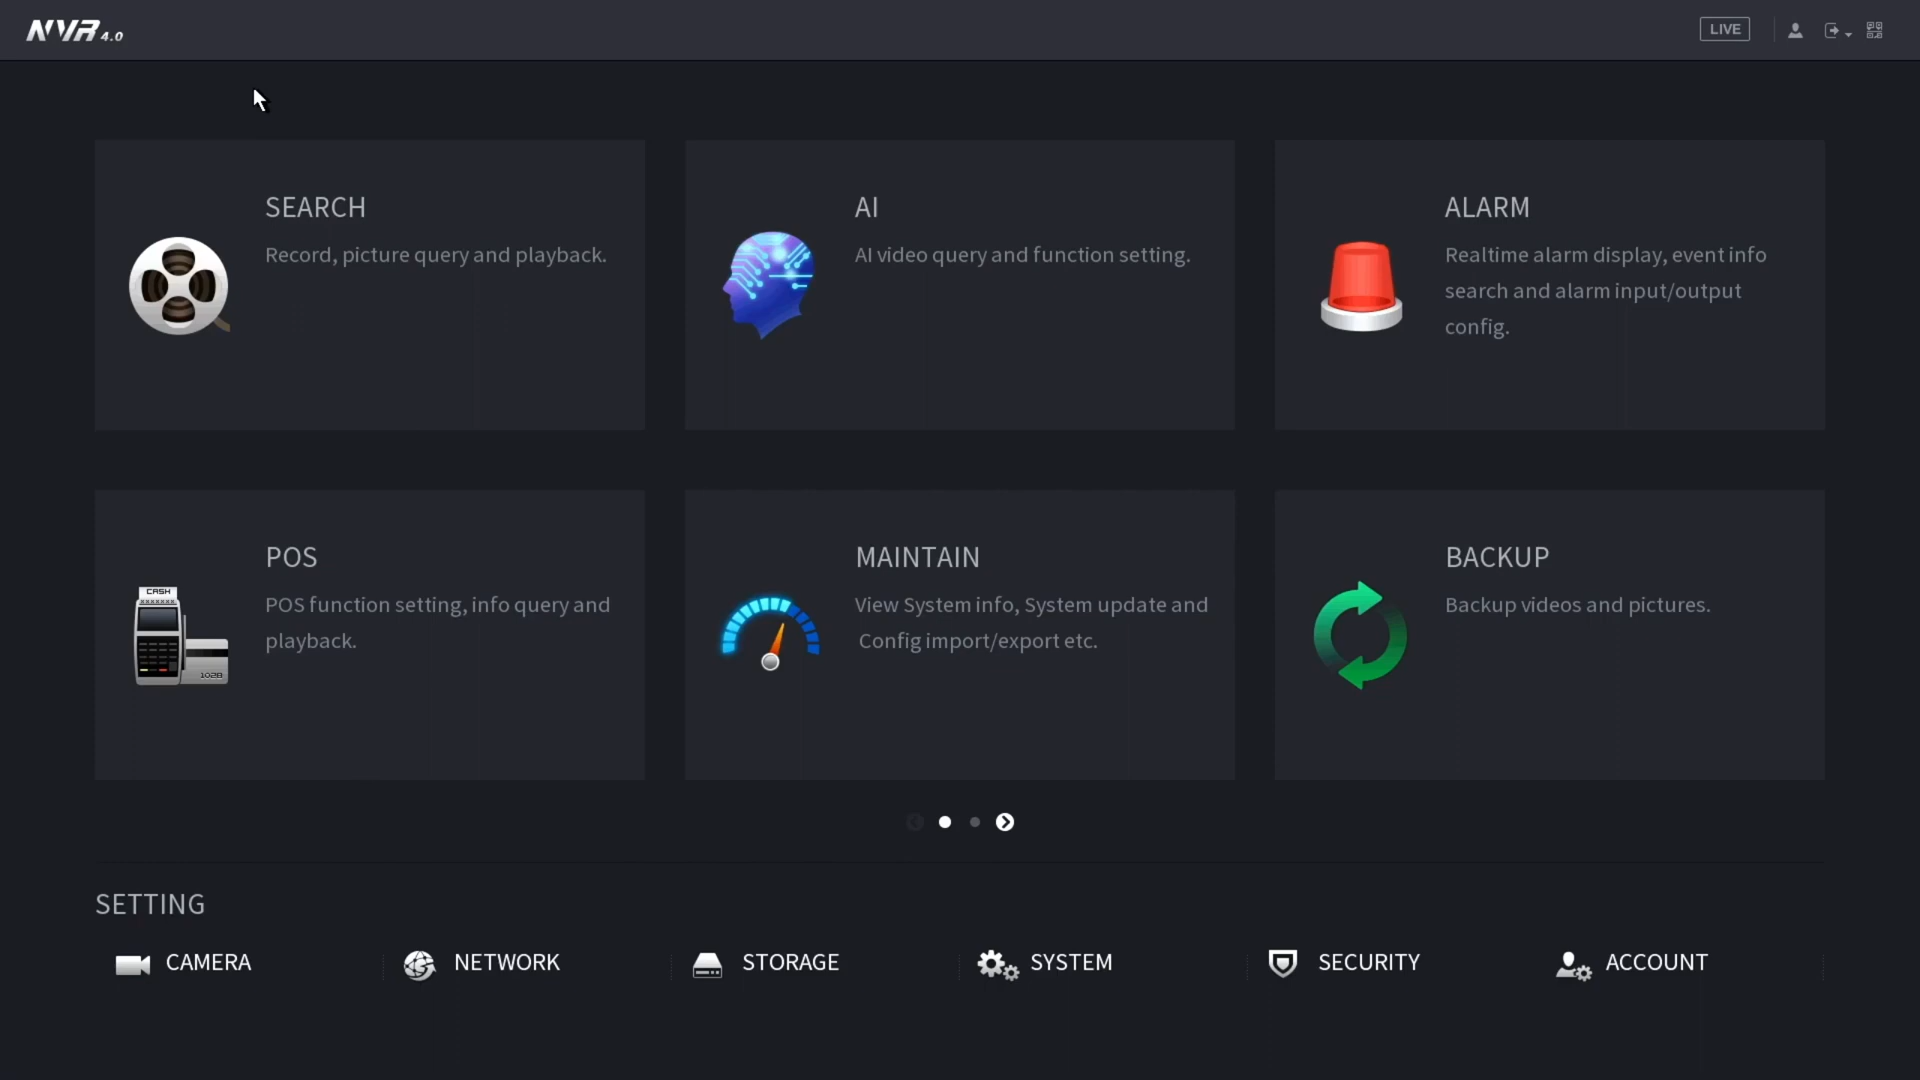 NVR 4.0
LIVE
SEARCH
Record, picture query and playback.
AI
AI video query and function setting.
ALARM
Realtime alarm display, event info
search and alarm input/output
config.
POS
POS function setting, info query and
playback.
CASH
1028
MAINTAIN
View System info, System update and
Config import/export etc.
BACKUP
Backup videos and pictures.
SETTING
CAMERA
NETWORK
STORAGE
SYSTEM
SECURITY
ACCOUNT